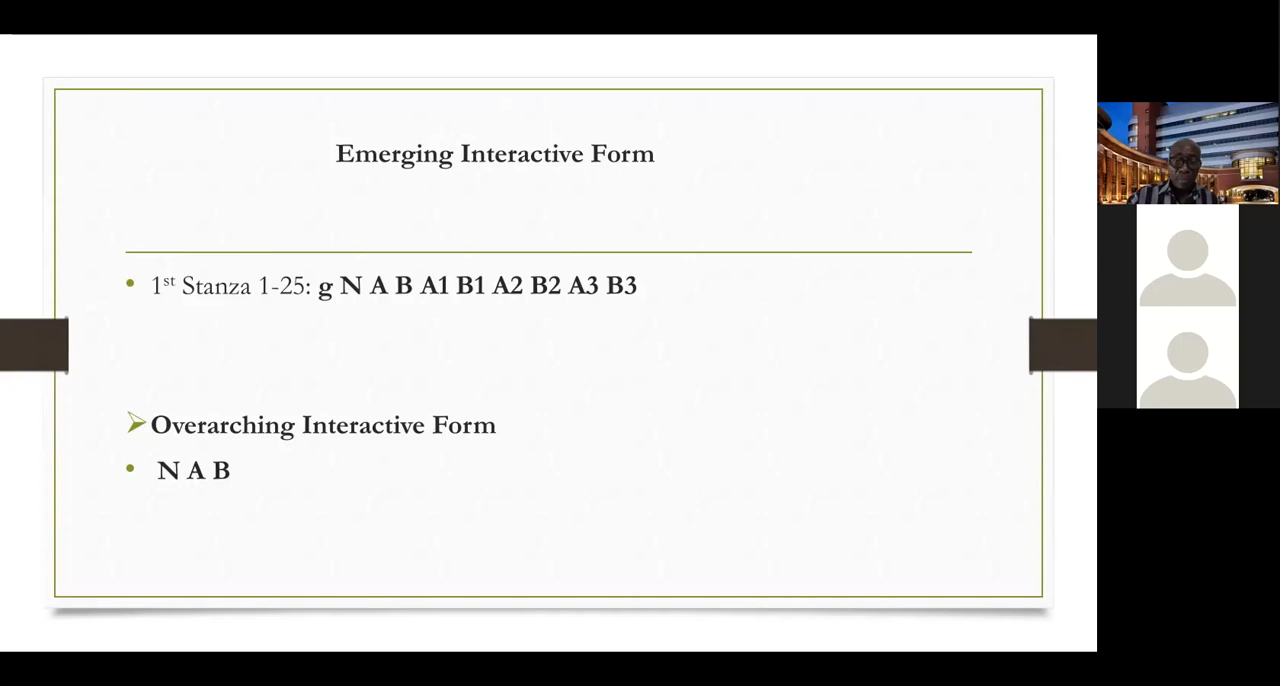 Emerging Interactive Form
• 1st Stanza 1-25: g N A B A1 B1 A2 B2 A3 B3
➢ Overarching Interactive Form
• N A B